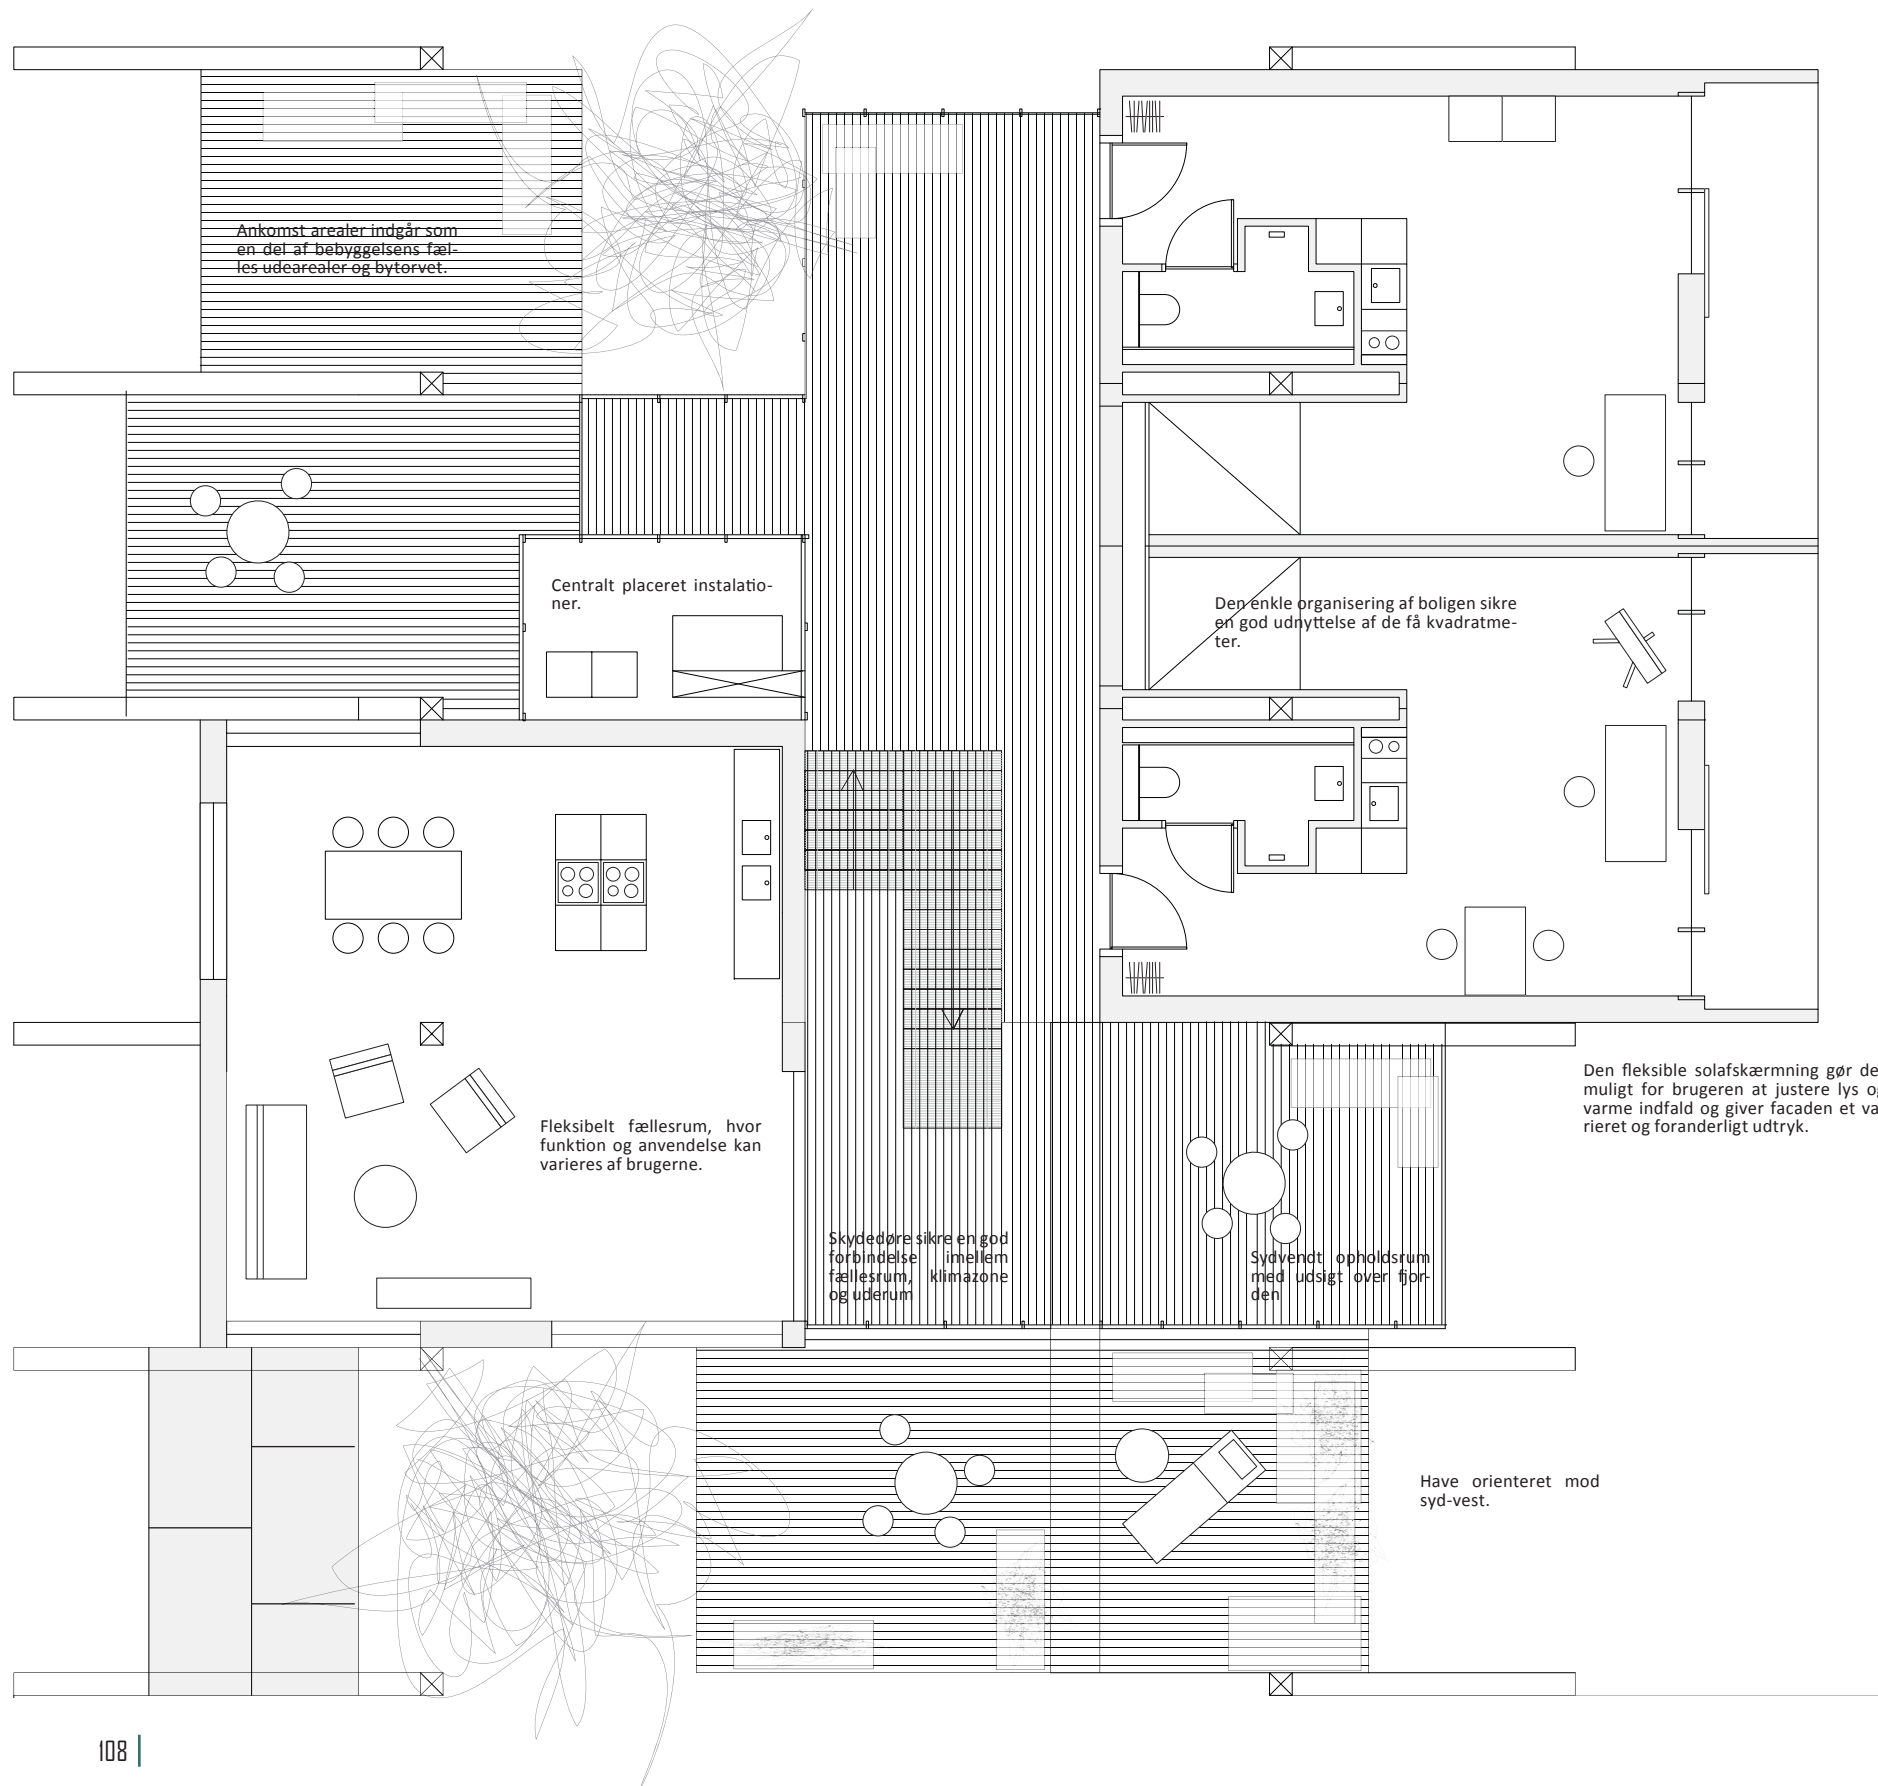 Ankomst arealer indgår som
en del af bebyggelsens fæl-
les udearealer og bytorvet.
Centralt placeret instalatio-
ner.
Den enkle organisering af boligen sikre
en god udnyttelse af de få kvadratme-
ter.
Den fleksible solafskærmning gør de
muligt for brugeren at justere lys og
varme indfald og giver facaden et va
rieret og foranderligt udtryk.
Fleksibelt fællesrum, hvor
funktion og anvendelse kan
varieres af brugerne.
Skydedøre sikre en god
forbindelse imellem
fællesrum, klimazone
og uderum
Sydvendt opholdsrum
med udsigt over fjor-
den
Have orienteret mod
syd-vest.
108